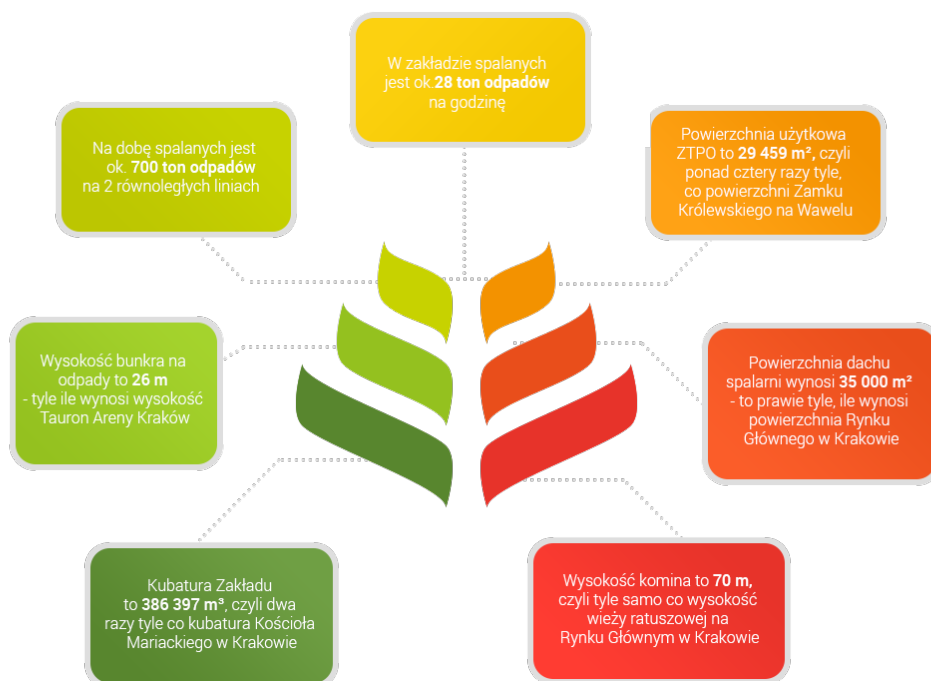 W zakładzie spalanych
jest ok.28 ton odpadów
na godzinę
Na dobę spalanych jest
ok. 700 ton odpadów
na 2 równoległych liniach
Powierzchnia użytkowa
ZTPO to 29 459 m², czyli
ponad cztery razy tyle,
co powierzchni Zamku
Królewskiego na Wawelu
Wysokość bunkra na
odpady to 26 m
- tyle ile wynosi wysokość
Tauron Areny Kraków
Powierzchnia dachu
spalarni wynosi 35 000 m²
- to prawie tyle, ile wynosi
powierzchnia Rynku
Głównego w Krakowie
Kubatura Zakładu
to 386 397 m³, czyli dwa
razy tyle co kubatura Kościoła
Mariackiego w Krakowie
Wysokość komina to 70 m,
czyli tyle samo co wysokość
wieży ratuszowej na
Rynku Głównym w Krakowie